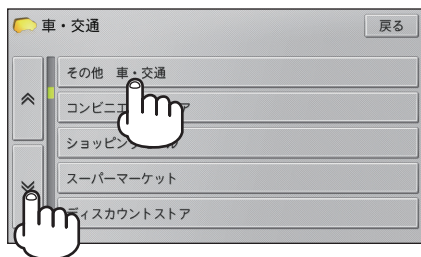 車・交通
戻る
その他 車・交通
コンビニ
ショッピン
スーパーマーケット
ディスカウントストア